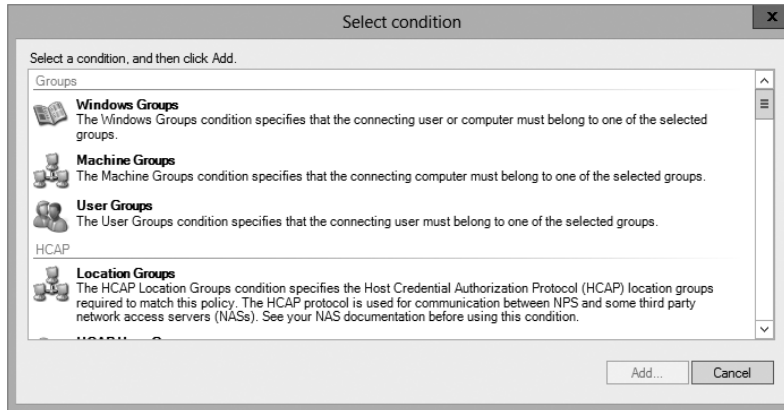 Select condition
x
Select a condition, and then click Add.
Groups
Windows Groups
The Windows Groups condition specifies that the connecting user or computer must belong to one of the selected
groups.
Machine Groups
The Machine Groups condition specifies that the connecting computer must belong to one of the selected groups.
User Groups
The User Groups condition specifies that the connecting user must belong to one of the selected groups.
HCAP
Location Groups
The HCAP Location Groups condition specifies the Host Credential Authorization Protocol (HCAP) location groups
required to match this policy. The HCAP protocol is used for communication between NPS and some third party
network access servers (NASs). See your NAS documentation before using this condition.
Add... Cancel